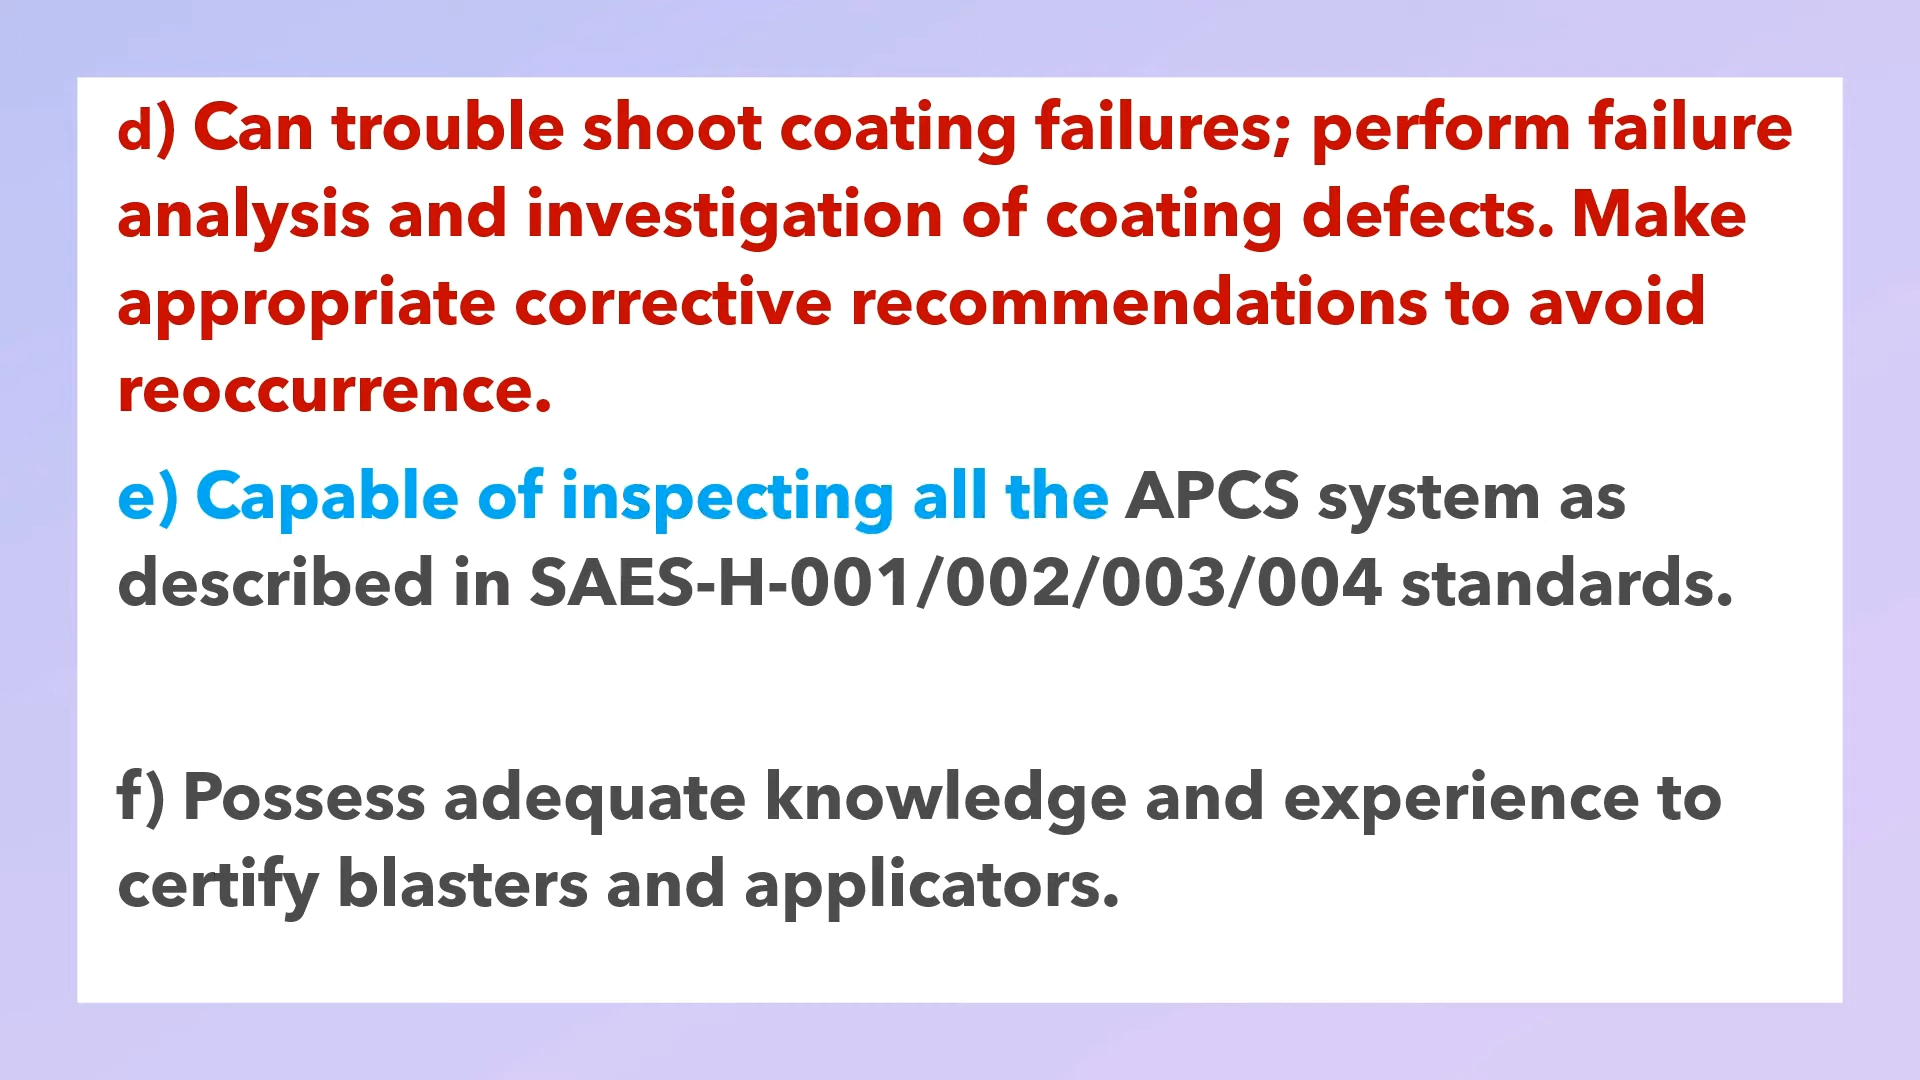 d) Can trouble shoot coating failures; perform failure
analysis and investigation of coating defects. Make
appropriate corrective recommendations to avoid
reoccurrence.
e) Capable of inspecting all the APCS system as
described in SAES-H-001/002/003/004 standards.
f) Possess adequate knowledge and experience to
certify blasters and applicators.